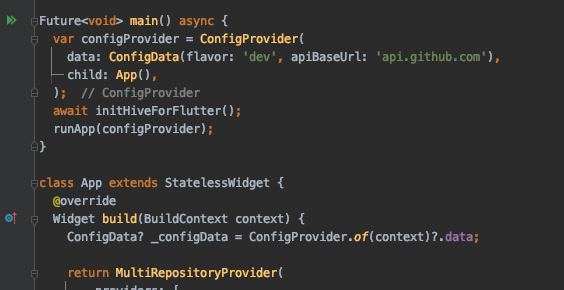 Future<void> main() async {
  var configProvider = ConfigProvider(
    data: ConfigData(flavor: 'dev', apiBaseUrl: 'api.github.com'),
    child: App(),
  );  // ConfigProvider
  await initHiveForFlutter();
  runApp(configProvider);
}

class App extends StatelessWidget {
  @override
  Widget build(BuildContext context) {
    ConfigData? _configData = ConfigProvider.of(context)?.data;

    return MultiRepositoryProvider(
      providers: [